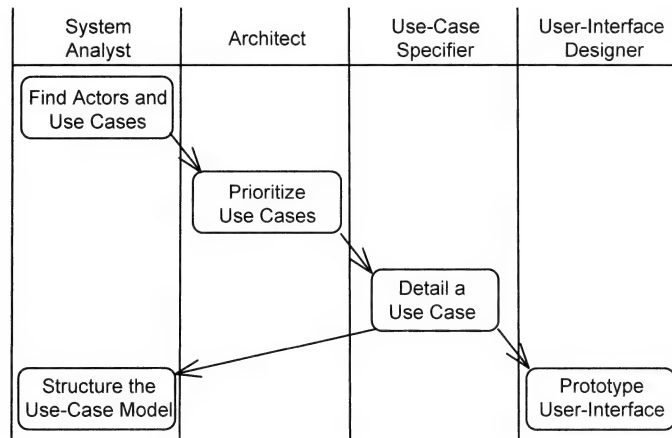 System
Analyst
Architect
Use-Case
Specifier
User-Interface
Designer
Find Actors and
Use Cases
Prioritize
Use Cases
Detail a
Use Case
Structure the
Use-Case Model
Prototype
User-Interface